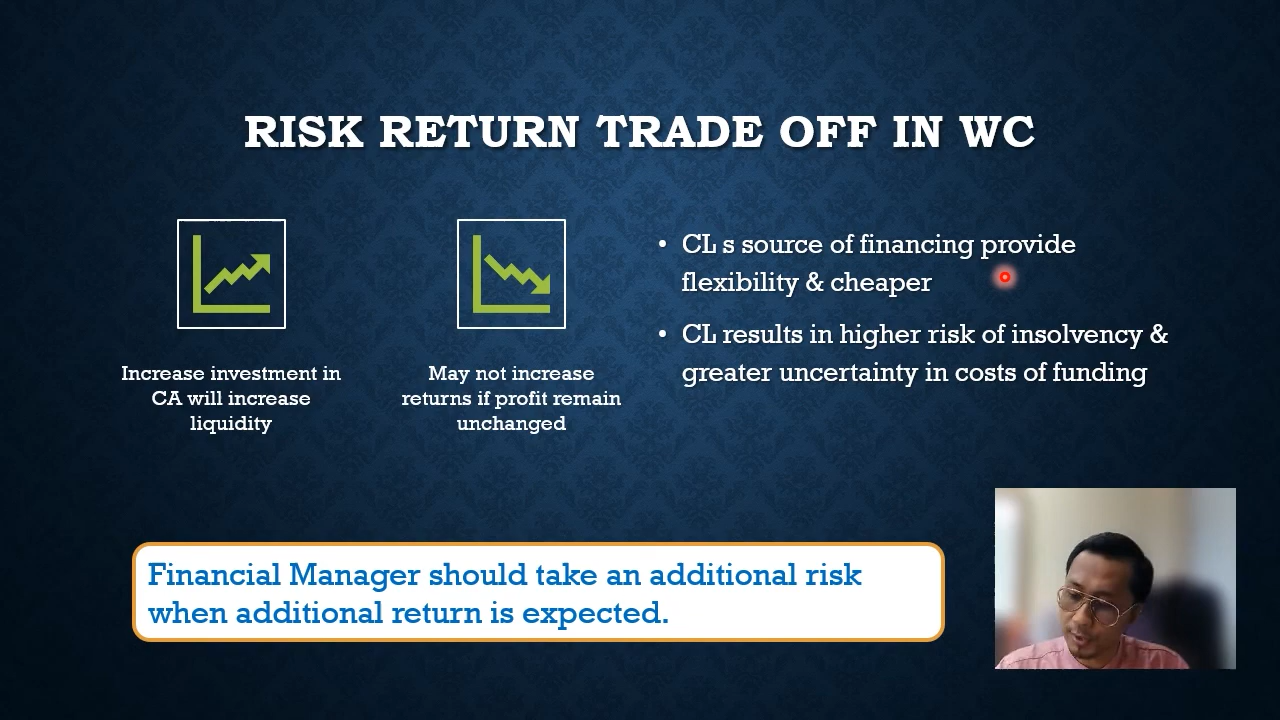 RISK RETURN TRADE OFF IN WC
Increase investment in
CA will increase
liquidity
May not increase
returns if profit remain
unchanged
• CL s source of financing provide
flexibility & cheaper
• CL results in higher risk of insolvency &
greater uncertainty in costs of funding
Financial Manager should take an additional risk
when additional return is expected.